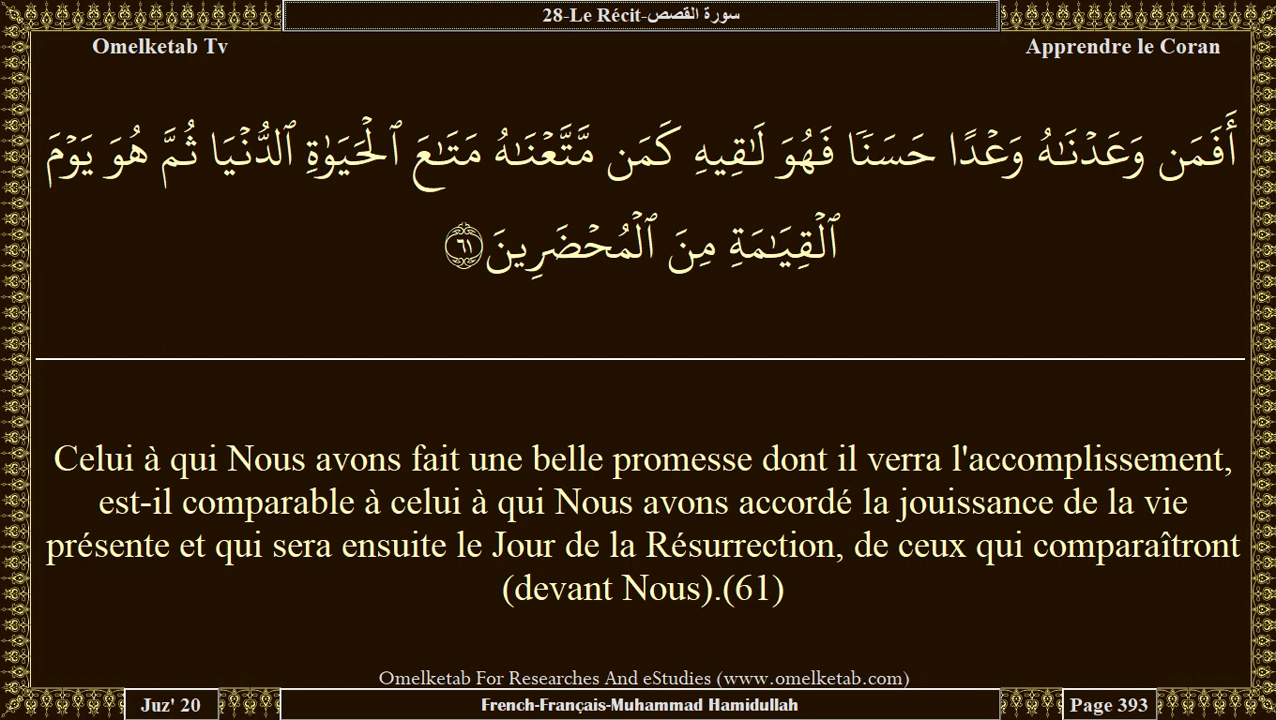 28-Le Récit-سورة القصص
Omelketab Tv
Apprendre le Coran
أَفَمَن وَعَدْنَـٰهُ وَعْدًا حَسَنًا فَهُوَ لَـٰقِيهِ كَمَن مَّتَّعْنَـٰهُ مَتَـٰعَ ٱلْحَيَوٰةِ ٱلدُّنْيَا ثُمَّ هُوَ يَوْمَ
ٱلْقِيَـٰمَةِ مِنَ ٱلْمُحْضَرِينَ ٦١
Celui à qui Nous avons fait une belle promesse dont il verra l'accomplissement,
est-il comparable à celui à qui Nous avons accordé la jouissance de la vie
présente et qui sera ensuite le Jour de la Résurrection, de ceux qui comparaîtront
(devant Nous).(61)
Omelketab For Researches And eStudies (www.omelketab.com)
Juz' 20
French-Français-Muhammad Hamidullah
Page 393